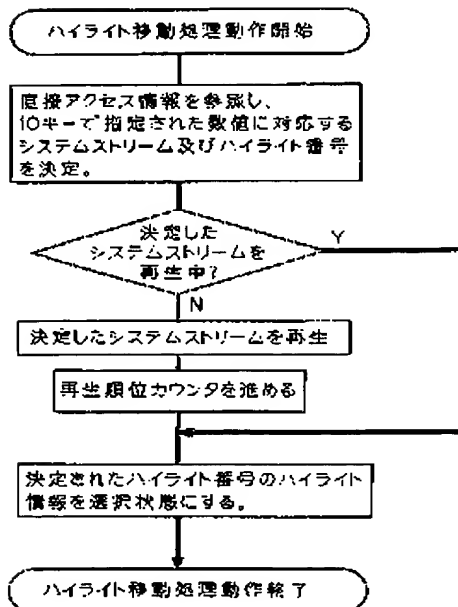 ハイライト移動処理動作開始
直接アクセス情報を参照し、
10キーで指定された数値に対応する
システムストリーム及びハイライト番号
を決定。
決定した
システムストリームを
再生中?
Y
N
決定したシステムストリームを再生
再生順位カウンタを進める
決定されたハイライト番号のハイライト
情報を選択状態にする。
ハイライト移動処理動作終了